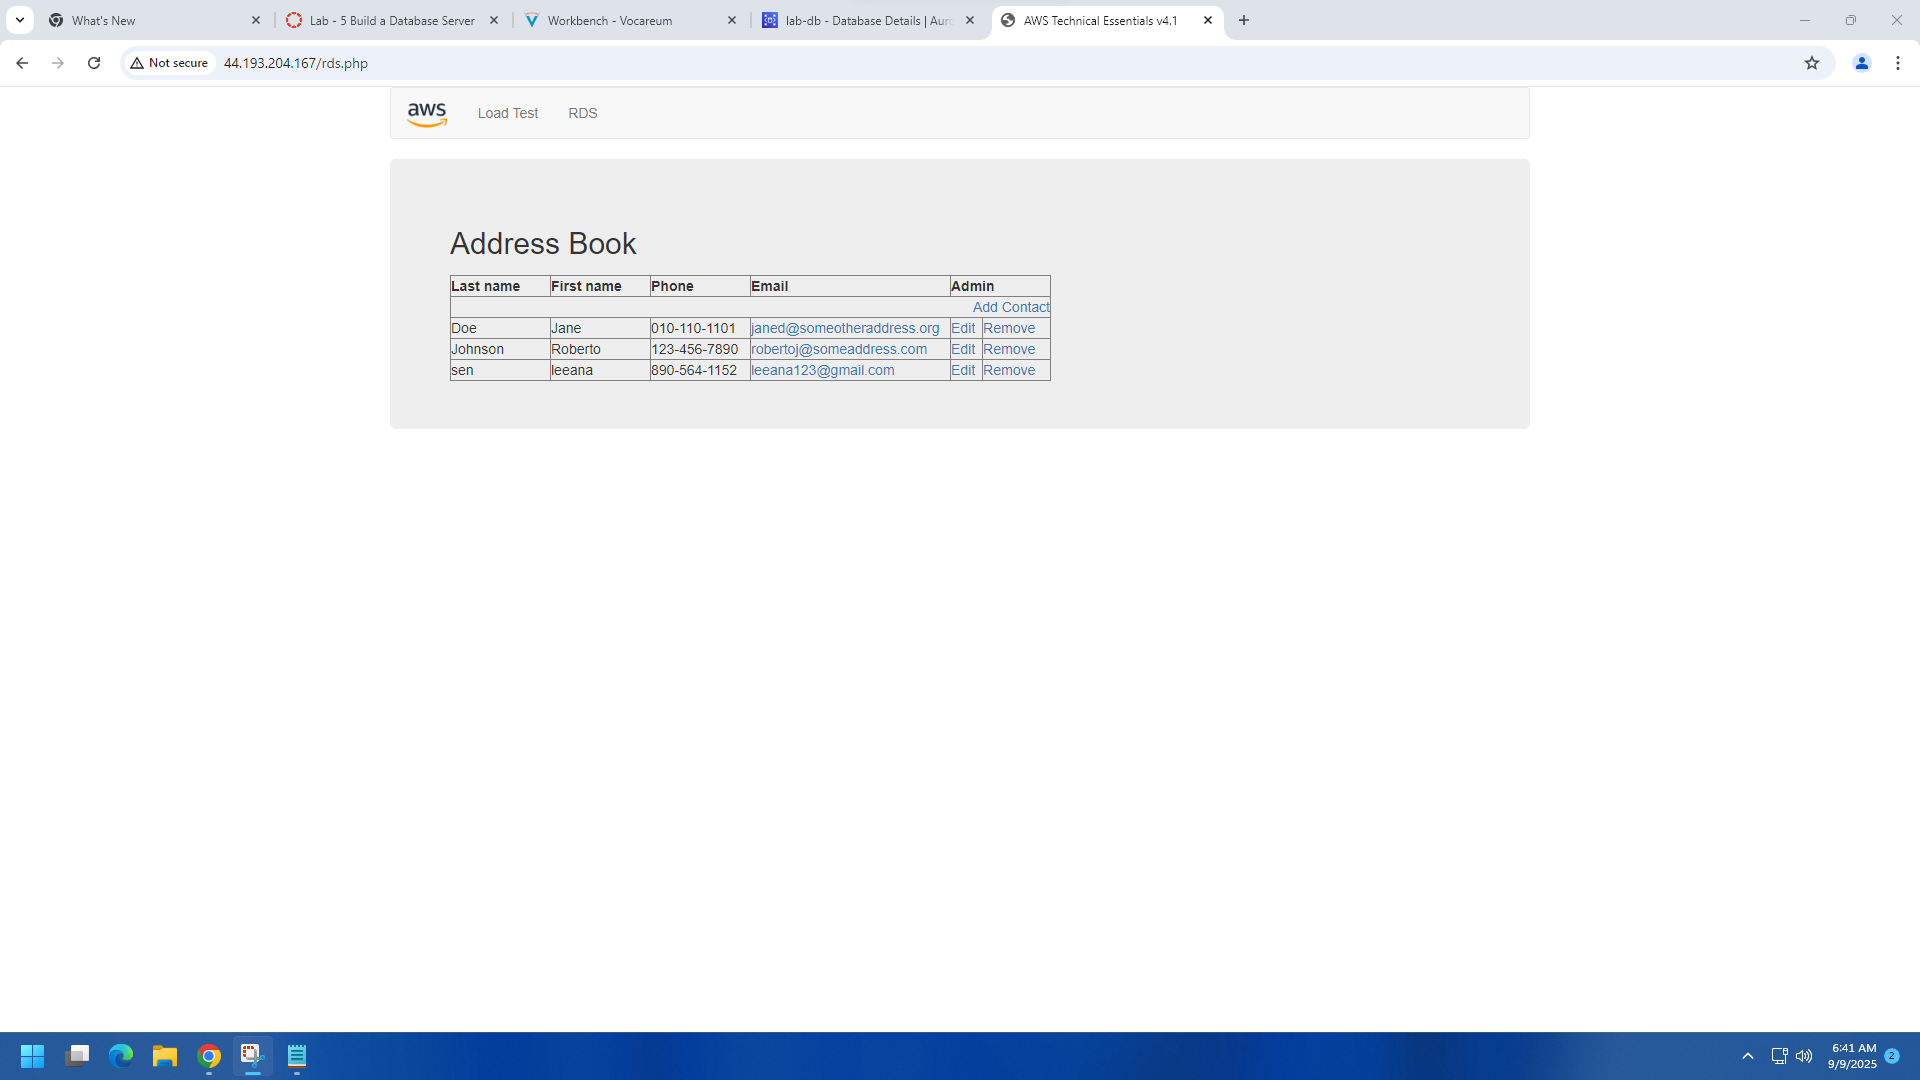 What's New
Lab - 5 Build a Database Server
Workbench - Vocareum
lab-db - Database Details | Auro
AWS Technical Essentials v4.1
Not secure
44.193.204.167/rds.php
aws
Load Test
RDS
Address Book
Last name First name Phone Email Admin
Add Contact
Doe Jane 010-110-1101 janed@someotheraddress.org Edit Remove
Johnson Roberto 123-456-7890 robertoj@someaddress.com Edit Remove
sen leeana 890-564-1152 leeana123@gmail.com Edit Remove
6:41 AM
9/9/2025
2